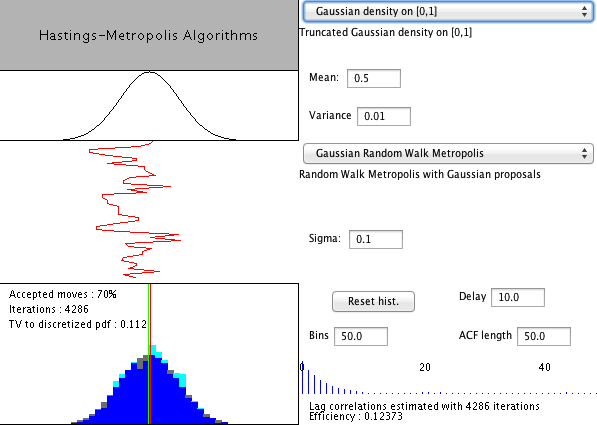 Hastings-Metropolis Algorithms
Gaussian density on [0,1]
Truncated Gaussian density on [0,1]
Mean: 0.5
Variance 0.01
Gaussian Random Walk Metropolis
Random Walk Metropolis with Gaussian proposals
Sigma: 0.1
Accepted moves : 70%
Iterations : 4286
TV to discretized pdf : 0.112
Reset hist.
Delay 10.0
Bins 50.0
ACF length 50.0
0 20 40
Lag correlations estimated with 4286 iterations
Efficiency : 0.12373